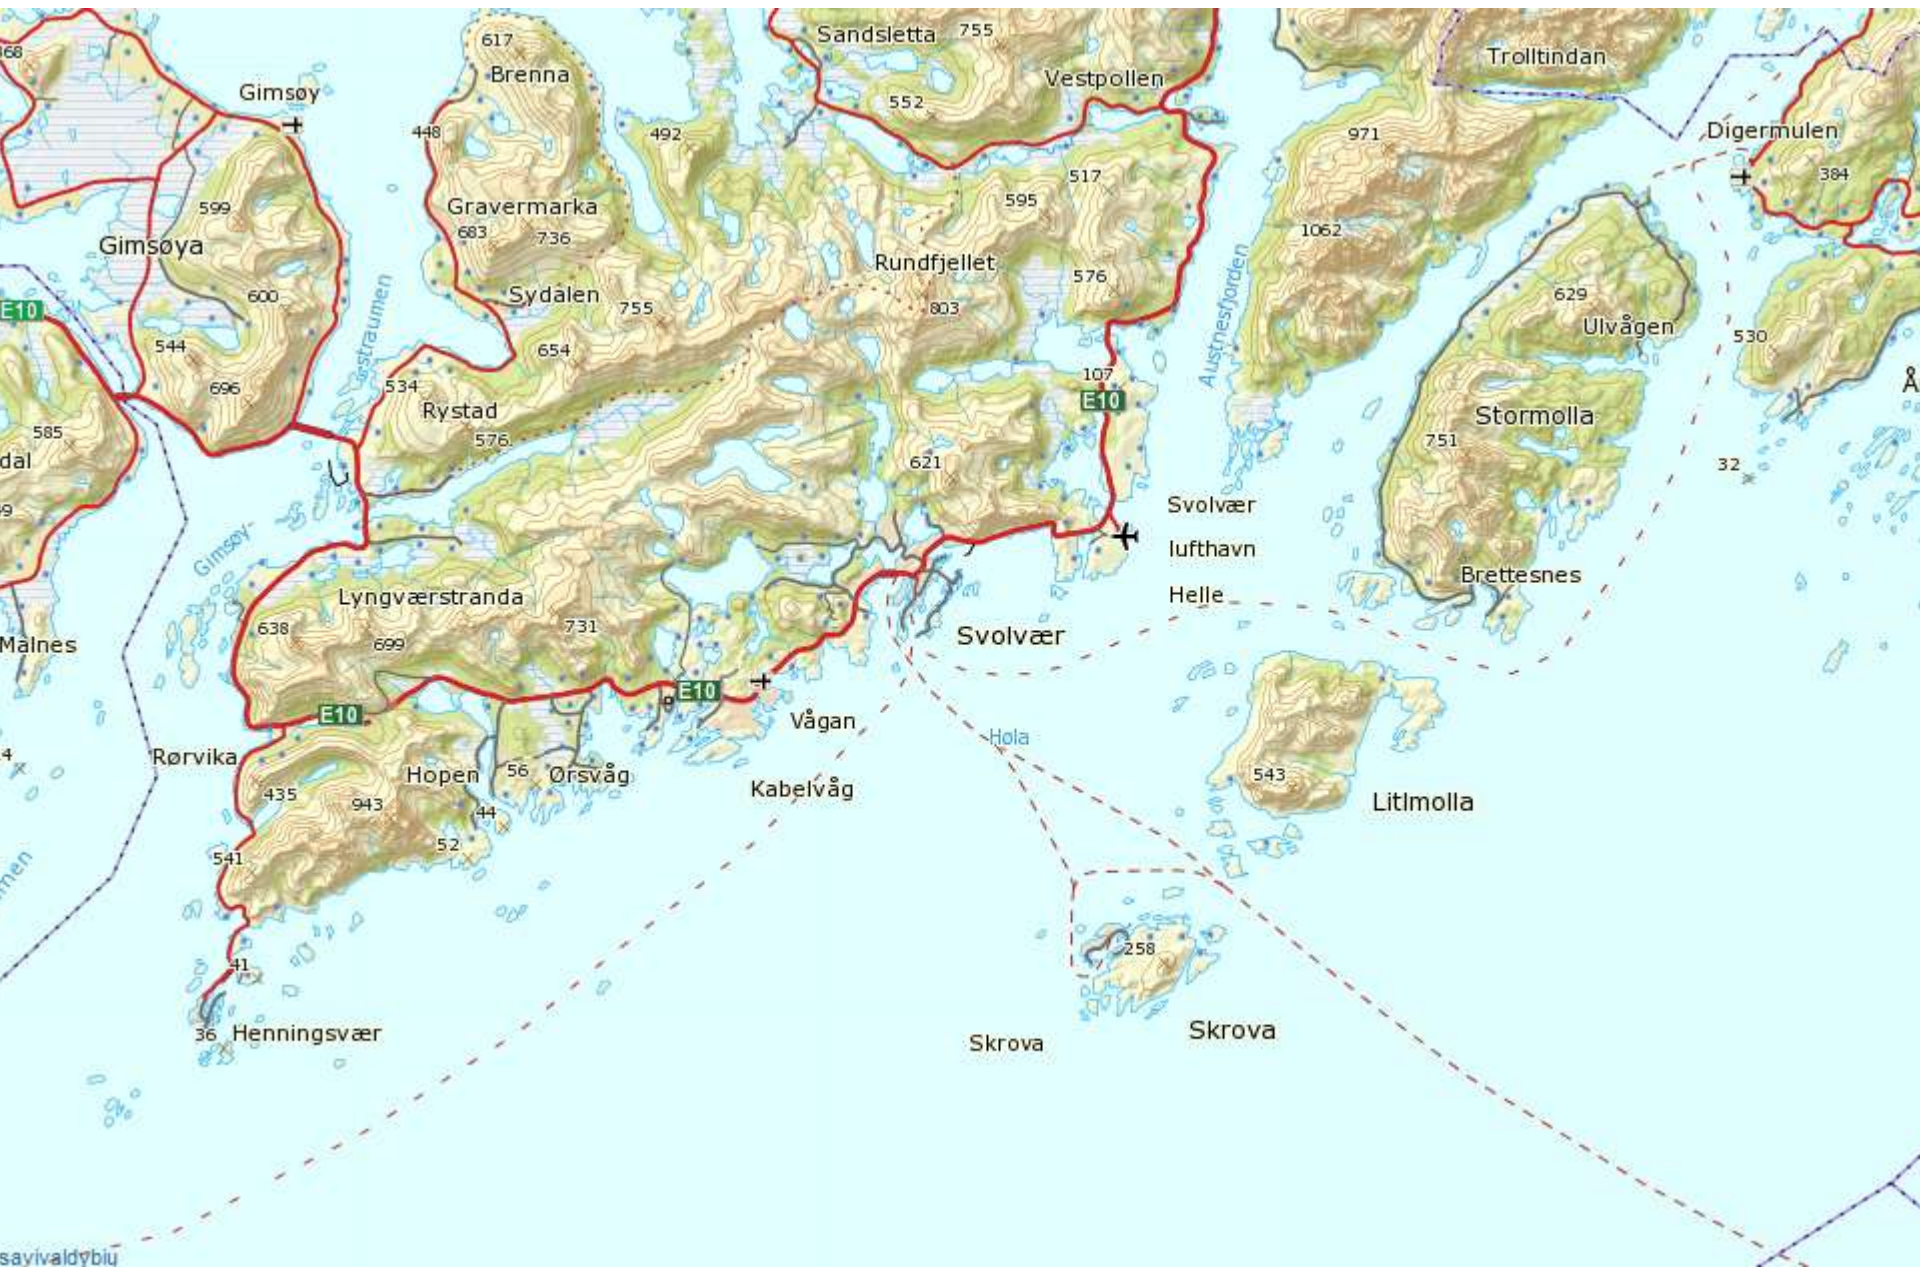 617
Brenna
Sandsletta
755
Vestpollen
Trolltindan
Gimsøy
552
448
492
971
Digermulen
384
517
599
595
Gravermarka
683
736
1062
Gimsøya
Rundfjellet
576
Austnesfjorden
600
Sydalen
755
803
629
Ulvågen
E10
530
544
654
107
696
534
E10
Rystad
Stormolla
585
576
751
dal
621
32
Svolvær
lufthavn
Helle
Gimsøy-
Brettesnes
Lyngværstranda
638
699
731
Svolvær
Malnes
E10
E10
Vågan
Hola
Rørvika
Hopen
56
Ørsvåg
543
435
943
44
Kabelvåg
Litlmolla
52
541
258
41
36
Henningsvær
Skrova
Skrova
savivaldybių